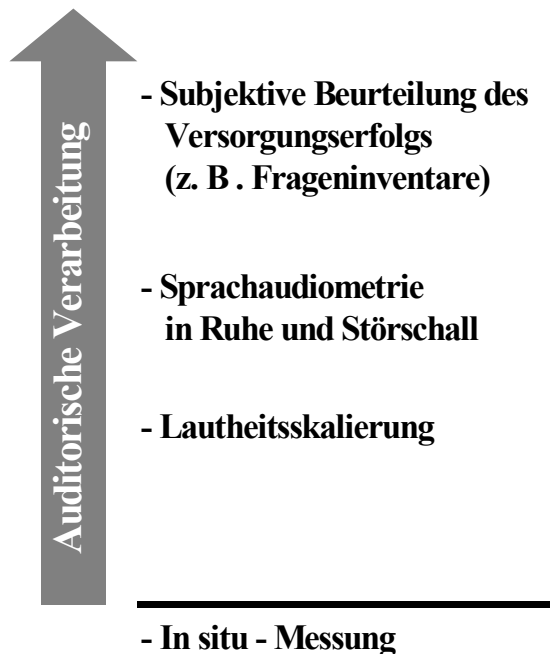 - Subjektive Beurteilung des
Versorgungserfolgs
(z. B . Frageninventare)
- Sprachaudiometrie
in Ruhe und Störschall
- Lautheitsskalierung
Auditorische Verarbeitung
- In situ - Messung